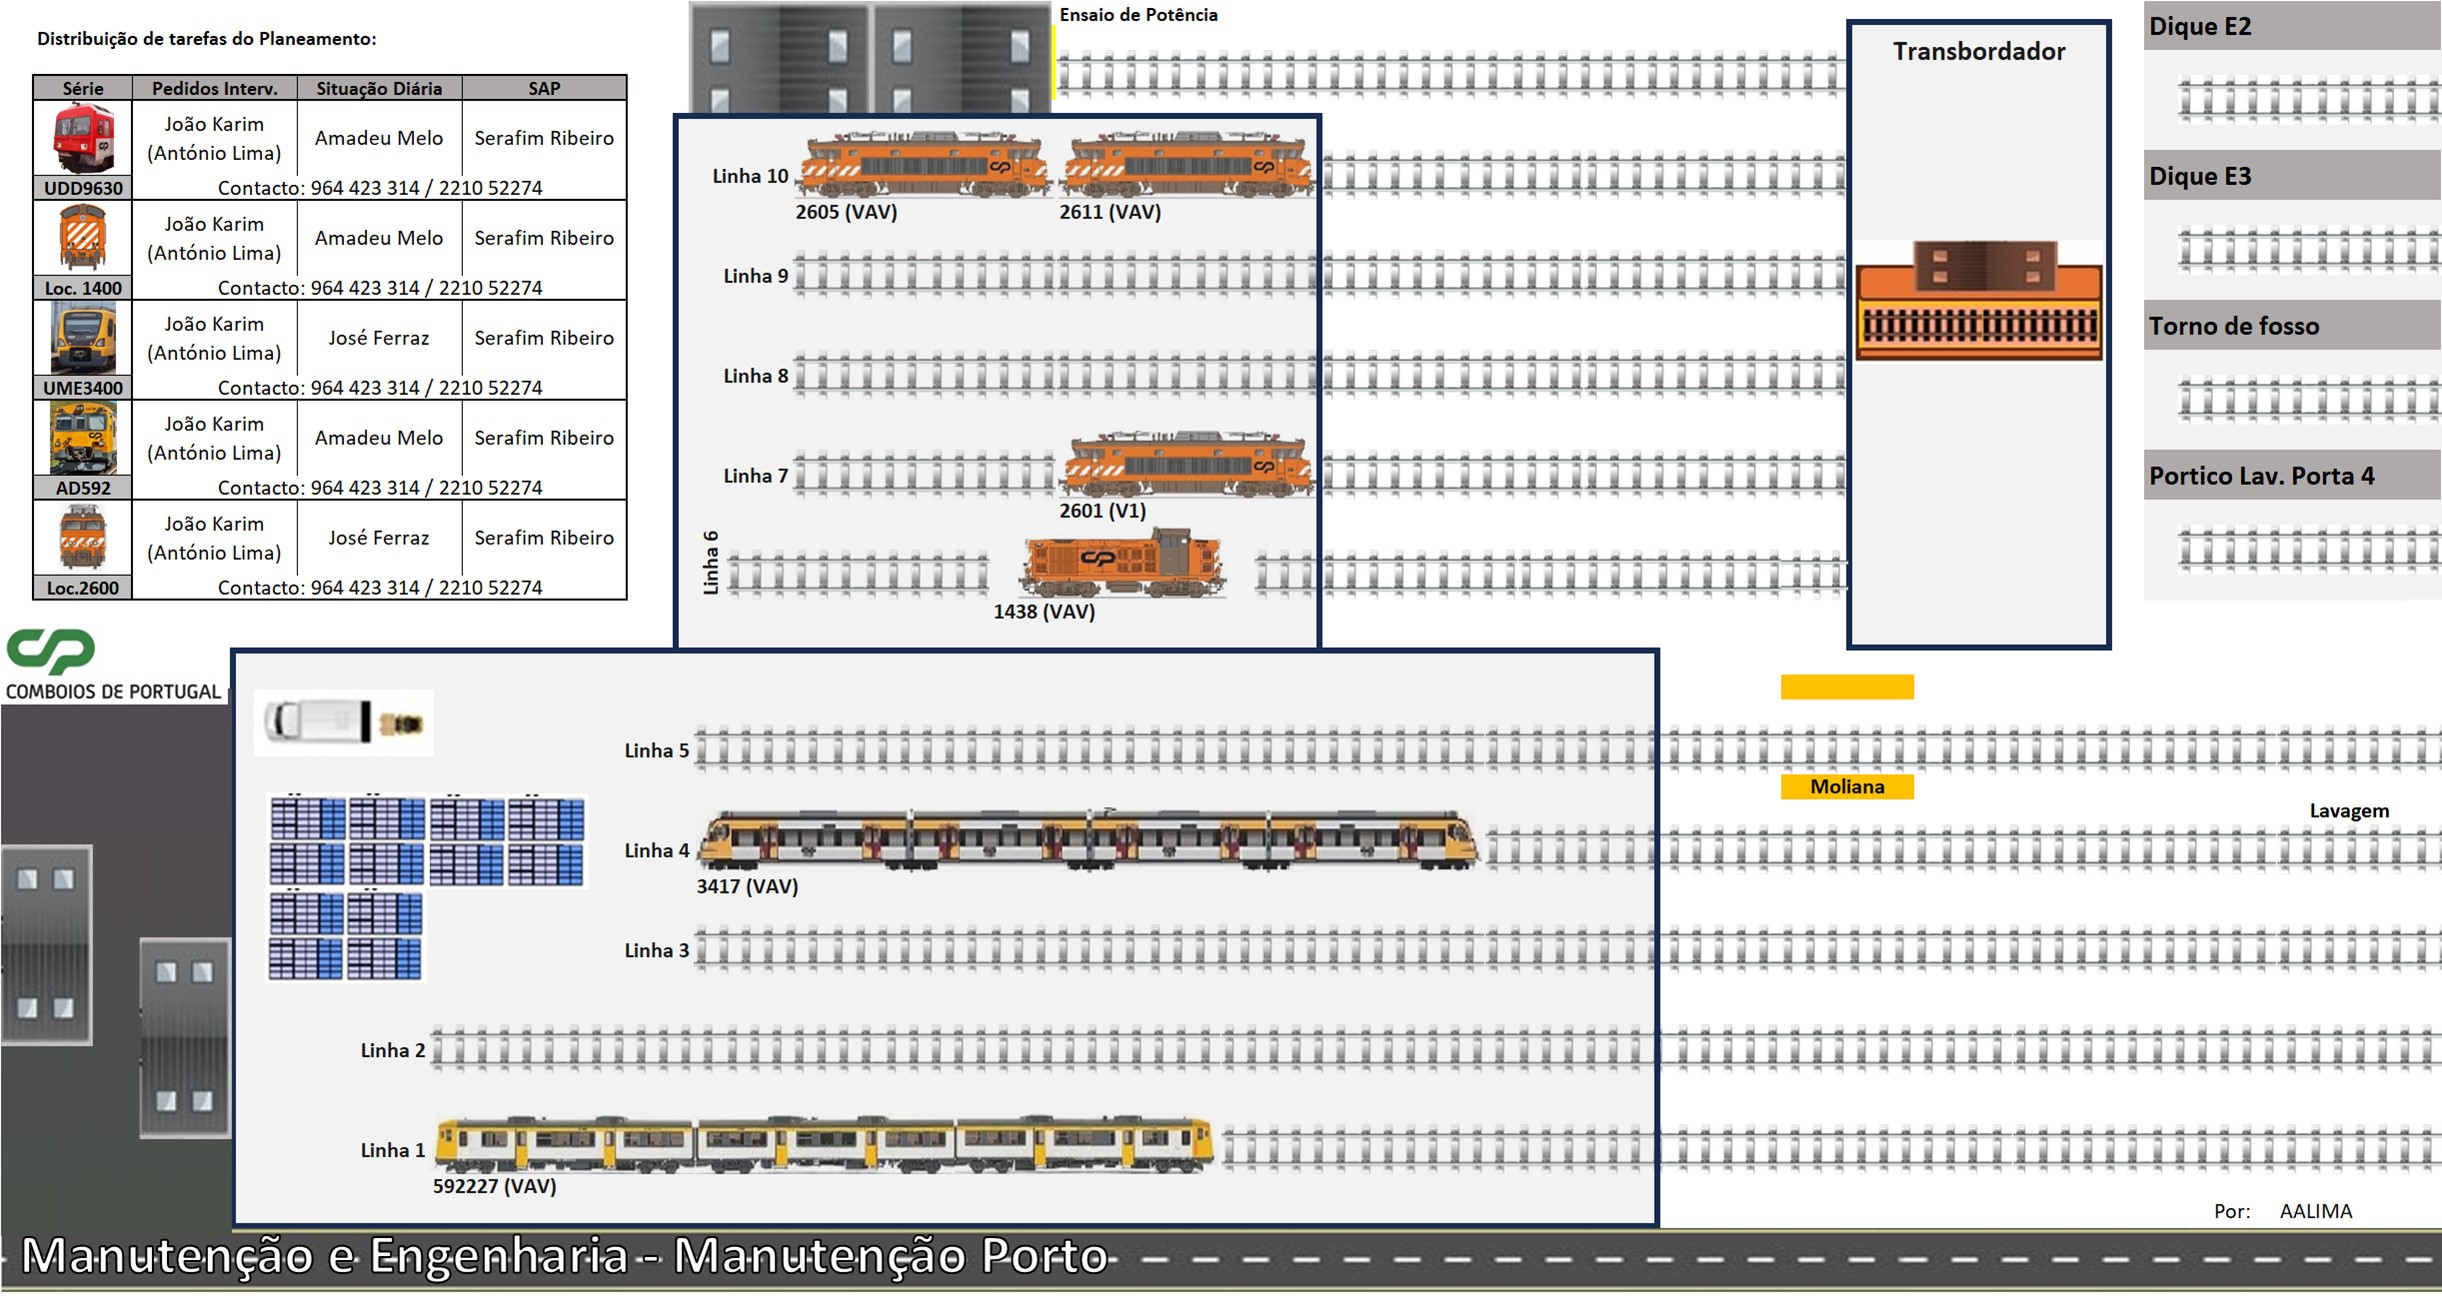 Distribuição de tarefas do Planeamento:
Série Pedidos Interv. Situação Diária SAP
João Karim
(António Lima) Amadeu Melo Serafim Ribeiro
UDD9630 Contacto: 964 423 314 / 2210 52274
João Karim
(António Lima) Amadeu Melo Serafim Ribeiro
Loc. 1400 Contacto: 964 423 314 / 2210 52274
João Karim
(António Lima) José Ferraz Serafim Ribeiro
UME3400 Contacto: 964 423 314 / 2210 52274
João Karim
(António Lima) Amadeu Melo Serafim Ribeiro
AD592 Contacto: 964 423 314 / 2210 52274
João Karim
(António Lima) José Ferraz Serafim Ribeiro
Loc.2600 Contacto: 964 423 314 / 2210 52274
Ensaio de Potência
Linha 10
2605 (VAV) 2611 (VAV)
Linha 9
Linha 8
Linha 7
2601 (V1)
Linha 6
CP
1438 (VAV)
Transbordador
Dique E2
Dique E3
Torno de fosso
Portico Lav. Porta 4
CP
COMBOIOS DE PORTUGAL
Linha 5
Moliana
Lavagem
Linha 4
3417 (VAV)
Linha 3
Linha 2
Linha 1
592227 (VAV)
Por: AALIMA
Manutenção e Engenharia - Manutenção Porto